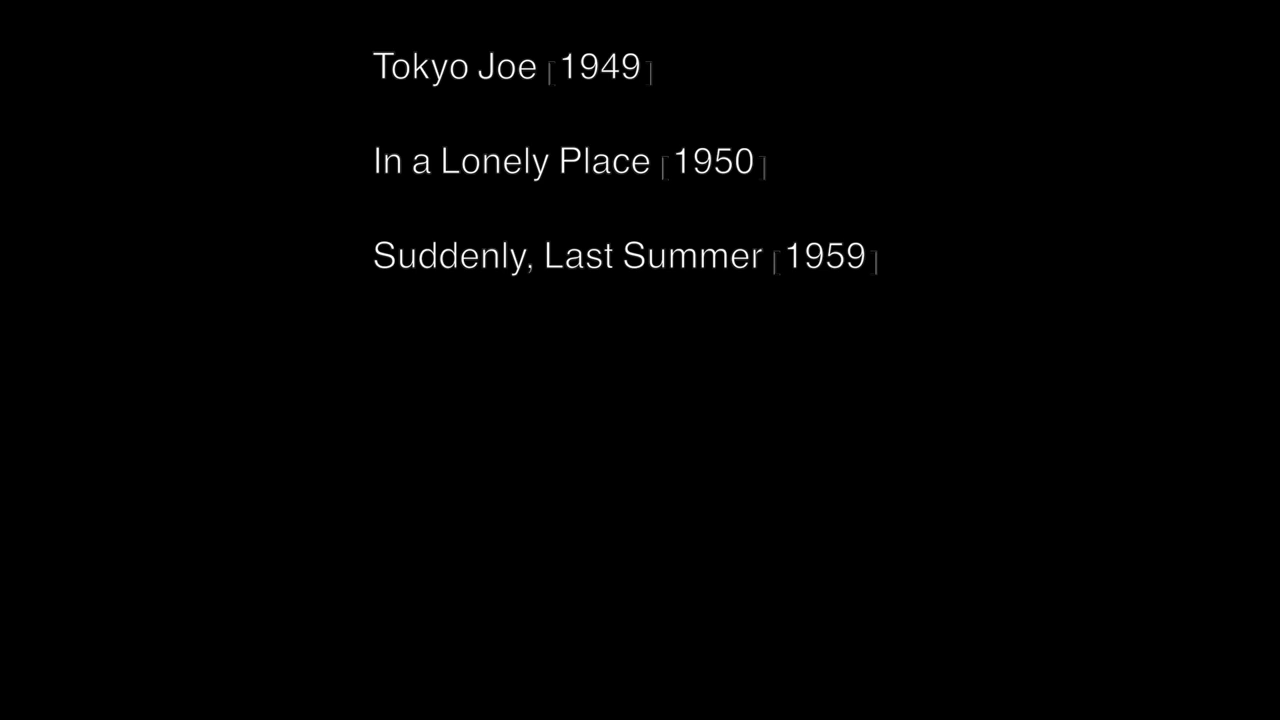 Tokyo Joe [1949]
In a Lonely Place [1950]
Suddenly, Last Summer [1959]